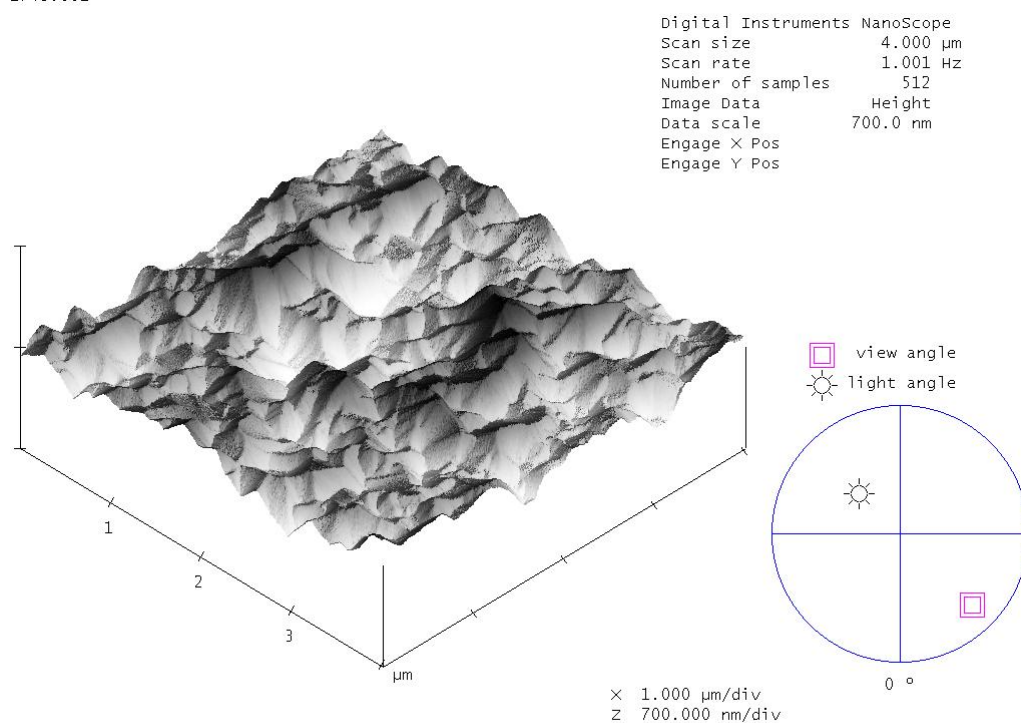 Digital Instruments NanoScope
Scan size 4.000 µm
Scan rate 1.001 Hz
Number of samples 512
Image Data Height
Data scale 700.0 nm
Engage X Pos
Engage Y Pos
view angle
light angle
1
2
3
µm
0 °
X 1.000 µm/div
Z 700.000 nm/div